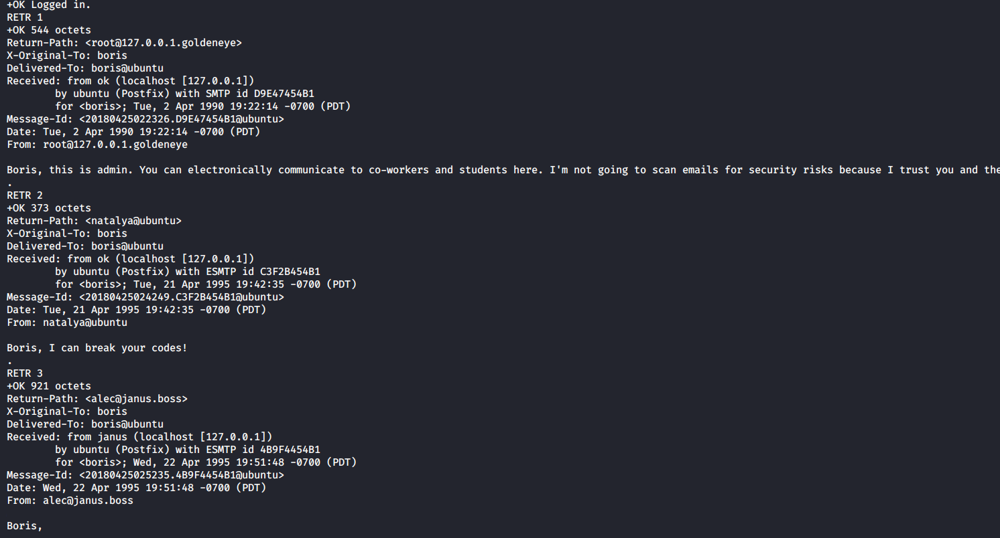 +OK Logged in.
RETR 1
+OK 544 octets
Return-Path: <root@127.0.0.1.goldeneye>
X-Original-To: boris
Delivered-To: boris@ubuntu
Received: from ok (localhost [127.0.0.1])
        by ubuntu (Postfix) with SMTP id D9E47454B1
        for <boris>; Tue, 2 Apr 1990 19:22:14 -0700 (PDT)
Message-Id: <20180425022326.D9E47454B1@ubuntu>
Date: Tue, 2 Apr 1990 19:22:14 -0700 (PDT)
From: root@127.0.0.1.goldeneye

Boris, this is admin. You can electronically communicate to co-workers and students here. I'm not going to scan emails for security risks because I trust you and the
.
RETR 2
+OK 373 octets
Return-Path: <natalya@ubuntu>
X-Original-To: boris
Delivered-To: boris@ubuntu
Received: from ok (localhost [127.0.0.1])
        by ubuntu (Postfix) with ESMTP id C3F2B454B1
        for <boris>; Tue, 21 Apr 1995 19:42:35 -0700 (PDT)
Message-Id: <20180425024249.C3F2B454B1@ubuntu>
Date: Tue, 21 Apr 1995 19:42:35 -0700 (PDT)
From: natalya@ubuntu

Boris, I can break your codes!
.
RETR 3
+OK 921 octets
Return-Path: <alec@janus.boss>
X-Original-To: boris
Delivered-To: boris@ubuntu
Received: from janus (localhost [127.0.0.1])
        by ubuntu (Postfix) with ESMTP id 4B9F4454B1
        for <boris>; Wed, 22 Apr 1995 19:51:48 -0700 (PDT)
Message-Id: <20180425025235.4B9F4454B1@ubuntu>
Date: Wed, 22 Apr 1995 19:51:48 -0700 (PDT)
From: alec@janus.boss

Boris,